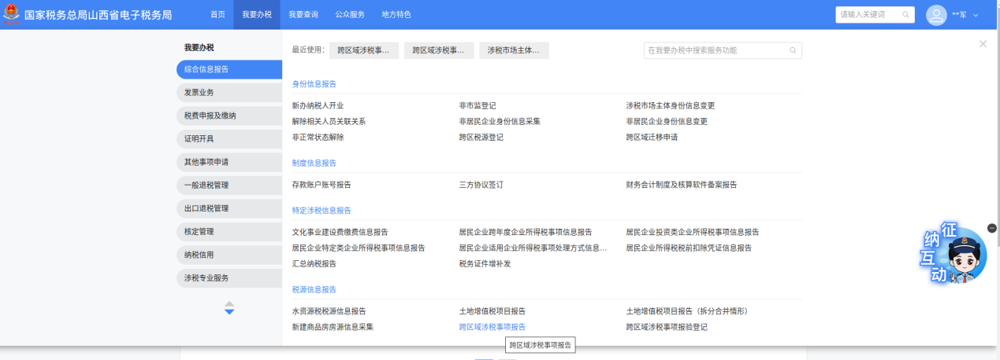 国家税务总局山西省电子税务局 首页 我要办税 我要查询 公众服务 地方特色 请输入关键词 **军
我要办税
综合信息报告
发票业务
税费申报及缴纳
证明开具
其他事项申请
一般退税管理
出口退税管理
核定管理
纳税信用
涉税专业服务
最近使用: 跨区域涉税事... 跨区域涉税事... 涉税市场主体... 在我要办税中搜索服务功能
身份信息报告
新办纳税人开业 非市监登记 涉税市场主体身份信息变更
解除相关人员关联关系 非居民企业身份信息采集 非居民企业身份信息变更
非正常状态解除 跨区税源登记 跨区域迁移申请
制度信息报告
存款账户账号报告 三方协议签订 财务会计制度及核算软件备案报告
特定涉税信息报告
文化事业建设费缴费信息报告 居民企业跨年度企业所得税事项信息报告 居民企业投资类企业所得税事项信息报告
居民企业特定类企业所得税事项信息报告 居民企业适用企业所得税事项处理方式信息... 居民企业所得税税前扣除凭证信息报告
汇总纳税报告 税务证件增补发
税源信息报告
水资源税税源信息报告 土地增值税项目报告 土地增值税项目报告（拆分合并情形）
新建商品房房源信息采集 跨区域涉税事项报告 跨区域涉税事项报验登记
跨区域涉税事项报告
征纳互动